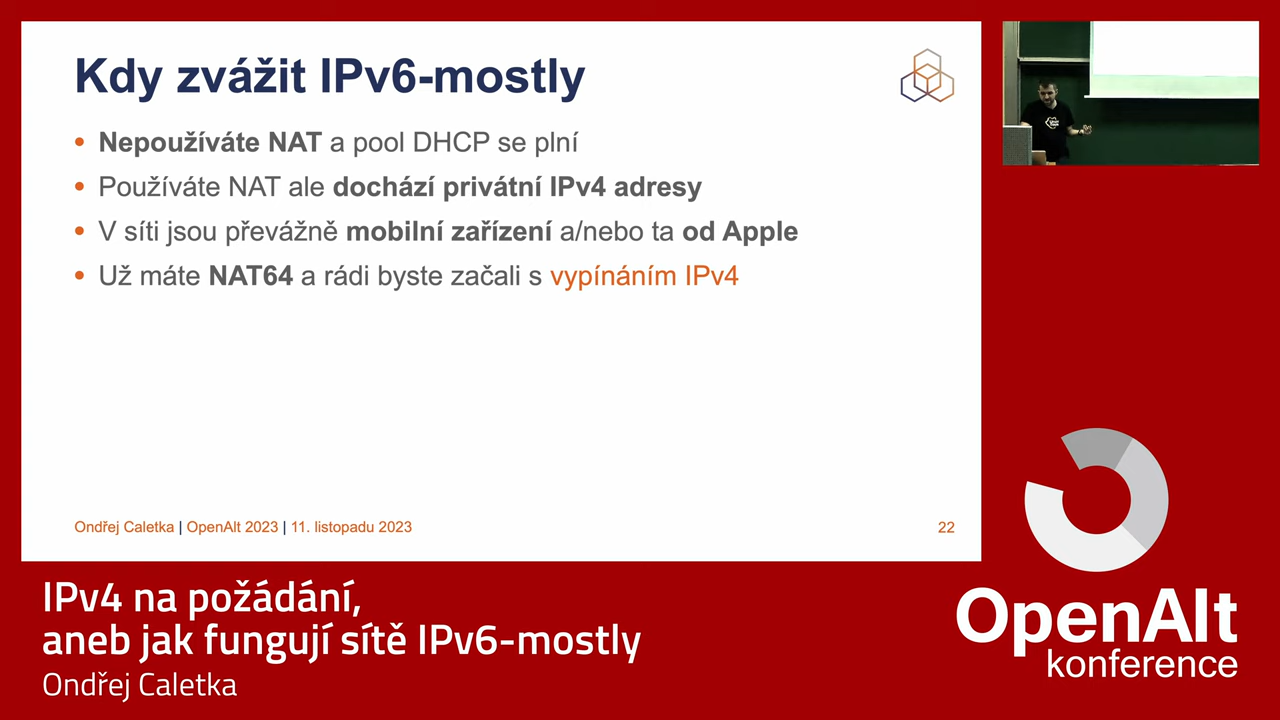 Kdy zvážit IPv6-mostly
• Nepoužíváte NAT a pool DHCP se plní
• Používáte NAT ale dochází privátní IPv4 adresy
• V síti jsou převážně mobilní zařízení a/nebo ta od Apple
• Už máte NAT64 a rádi byste začali s vypínáním IPv4
Ondřej Caletka | OpenAlt 2023 | 11. listopadu 2023
22
IPv4 na požádání,
aneb jak fungují sítě IPv6-mostly
Ondřej Caletka
OpenAlt
konference